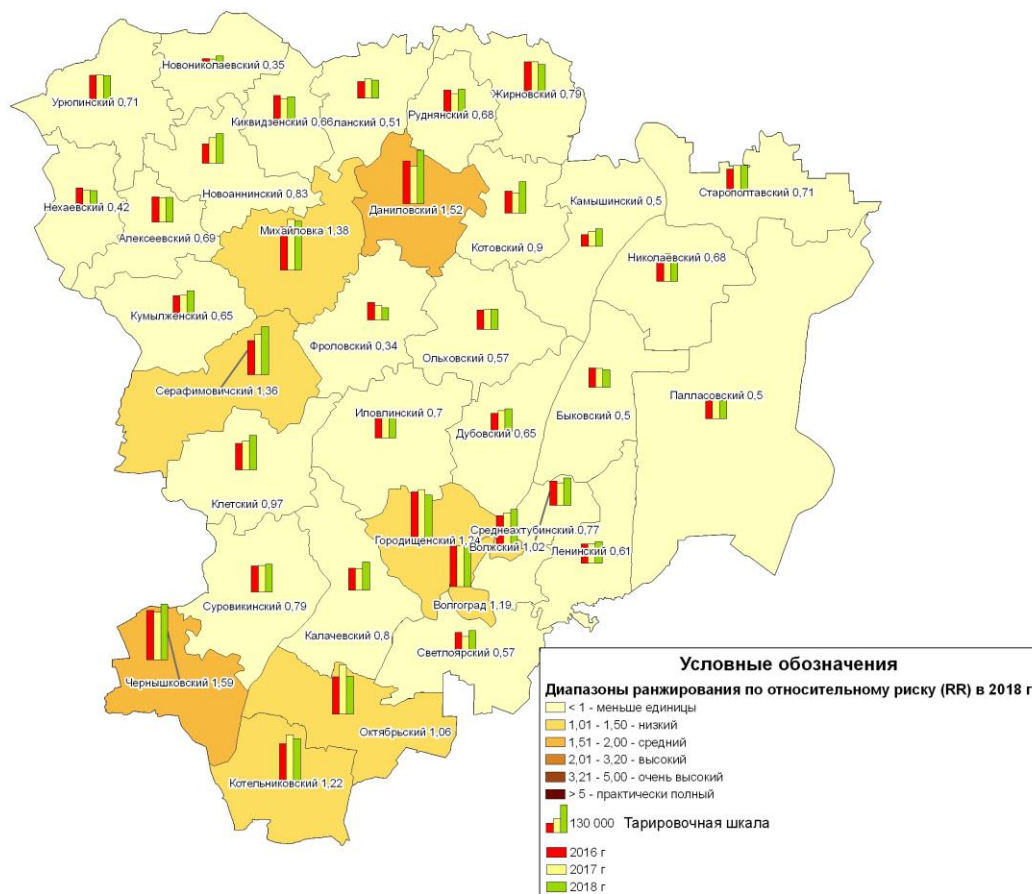 Новониколаевский 0,35
Урюпинский 0,71
Киквидзенский 0,66
Еланский 0,51
Руднянский 0,68
Жирновский 0,79
Нехаевский 0,42
Новоаннинский 0,83
Алексеевский 0,69
Михайловка 1,38
Даниловский 1,52
Котовский 0,9
Камышинский 0,5
Старополтавский 0,71
Николаевский 0,68
Кумылженский 0,65
Фроловский 0,34
Ольховский 0,57
Серафимовичский 1,36
Иловлинский 0,7
Дубовский 0,65
Быковский 0,5
Палласовский 0,5
Клетский 0,97
Городищенский 1,24
Среднеахтубинский 0,77
Волжский 1,02
Ленинский 0,61
Суровикинский 0,79
Волгоград 1,19
Калачевский 0,8
Светлоярский 0,57
Чернышковский 1,59
Октябрьский 1,06
Котельниковский 1,22
Условные обозначения
Диапазоны ранжирования по относительному риску (RR) в 2018 г
< 1 - меньше единицы
1,01 - 1,50 - низкий
1,51 - 2,00 - средний
2,01 - 3,20 - высокий
3,21 - 5,00 - очень высокий
> 5 - практически полный
130 000 Тарировочная шкала
2016 г
2017 г
2018 г